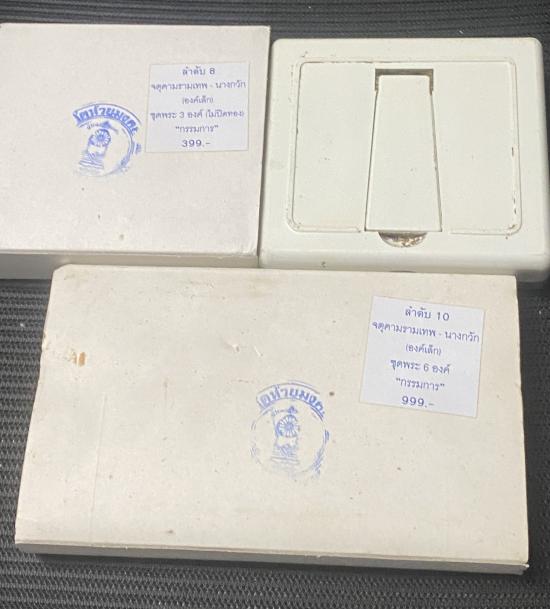 ลำดับ 8
จตุคามรามเทพ - นางกวัก
(องค์เล็ก)
ชุดพระ 3 องค์ (ไม่ปิดทอง)
"กรรมการ"
399.-
ลำดับ 10
จตุคามรามเทพ - นางกวัก
(องค์เล็ก)
ชุดพระ 6 องค์
"กรรมการ"
999.-